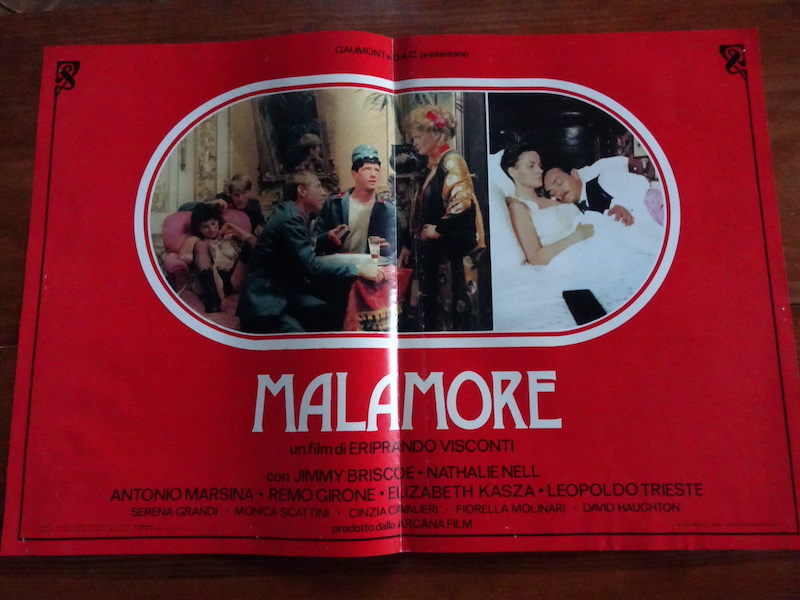 GAUMONT e D.A.C. presentano
MALAMORE
un film di ERIPRANDO VISCONTI
con JIMMY BRISCOE • NATHALIE NELL
ANTONIO MARSINA • REMO GIRONE • ELIZABETH KASZA • LEOPOLDO TRIESTE
SERENA GRANDI · MONICA SCATTINI · CINZIA CAVALIERI · FIORELLA MOLINARI · DAVID HAUGHTON
prodotto dalla ARCANA FILM